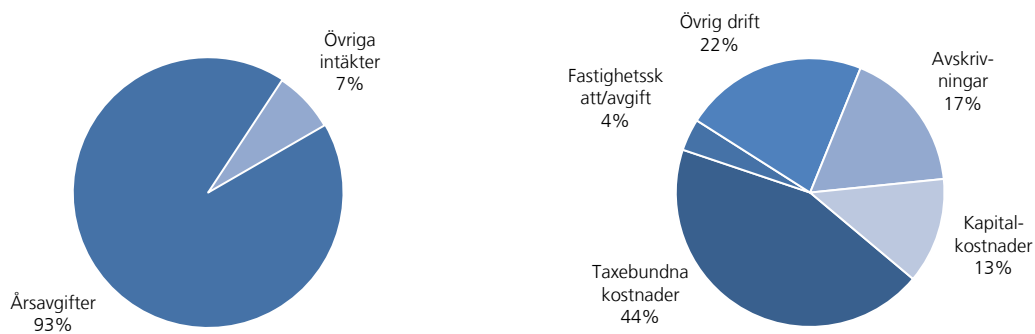 Övriga
intäkter
7%
Årsavgifter
93%
Övrig drift
22%
Fastighetssk
att/avgift
4%
Avskriv-
ningar
17%
Kapital-
kostnader
13%
Taxebundna
kostnader
44%